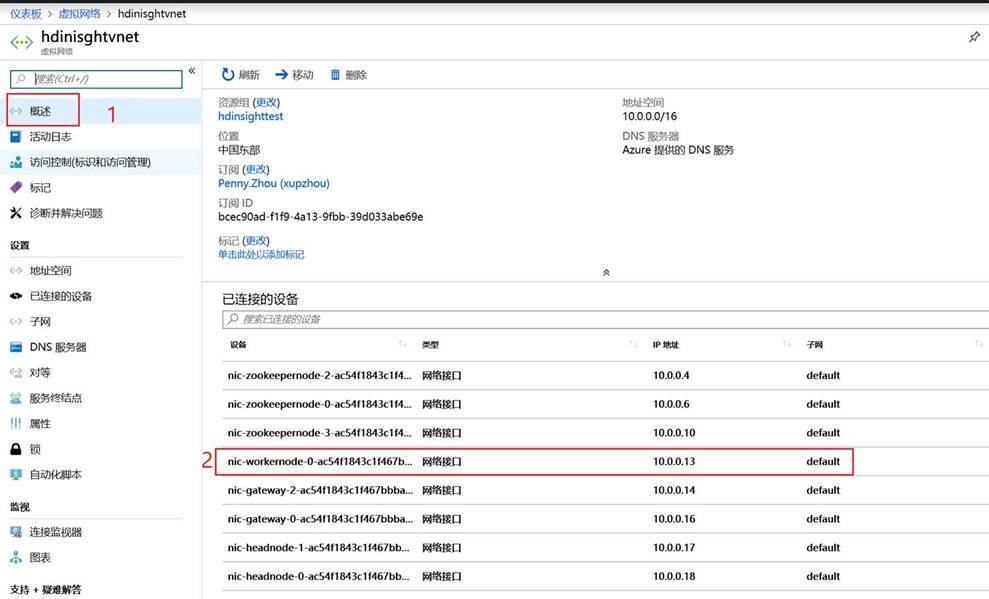 仪表板 > 虚拟网络 > hdinisghtvnet
hdinisghtvnet
虚拟网络
搜索(Ctrl+/)
«
概述
1
活动日志
访问控制(标识和访问管理)
标记
诊断并解决问题
设置
地址空间
已连接的设备
子网
DNS 服务器
对等
服务终结点
属性
锁
自动化脚本
监视
连接监视器
图表
支持 + 疑难解答
刷新 移动 删除
资源组 (更改)
hdinsighttest
位置
中国东部
订阅 (更改)
Penny.Zhou (xupzhou)
订阅 ID
bcec90ad-f1f9-4a13-9fbb-39d033abe69e
标记 (更改)
单击此处以添加标记
地址空间
10.0.0.0/16
DNS 服务器
Azure 提供的 DNS 服务
已连接的设备
搜索已连接的设备
设备 类型 IP 地址 子网
nic-zookeepernode-2-ac54f1843c1f4... 网络接口 10.0.0.4 default
nic-zookeepernode-0-ac54f1843c1f4... 网络接口 10.0.0.6 default
nic-zookeepernode-3-ac54f1843c1f4... 网络接口 10.0.0.10 default
2 nic-workernode-0-ac54f1843c1f467b... 网络接口 10.0.0.13 default
nic-gateway-2-ac54f1843c1f467bbba... 网络接口 10.0.0.14 default
nic-gateway-0-ac54f1843c1f467bbba... 网络接口 10.0.0.16 default
nic-headnode-1-ac54f1843c1f467bb... 网络接口 10.0.0.17 default
nic-headnode-0-ac54f1843c1f467bb... 网络接口 10.0.0.18 default